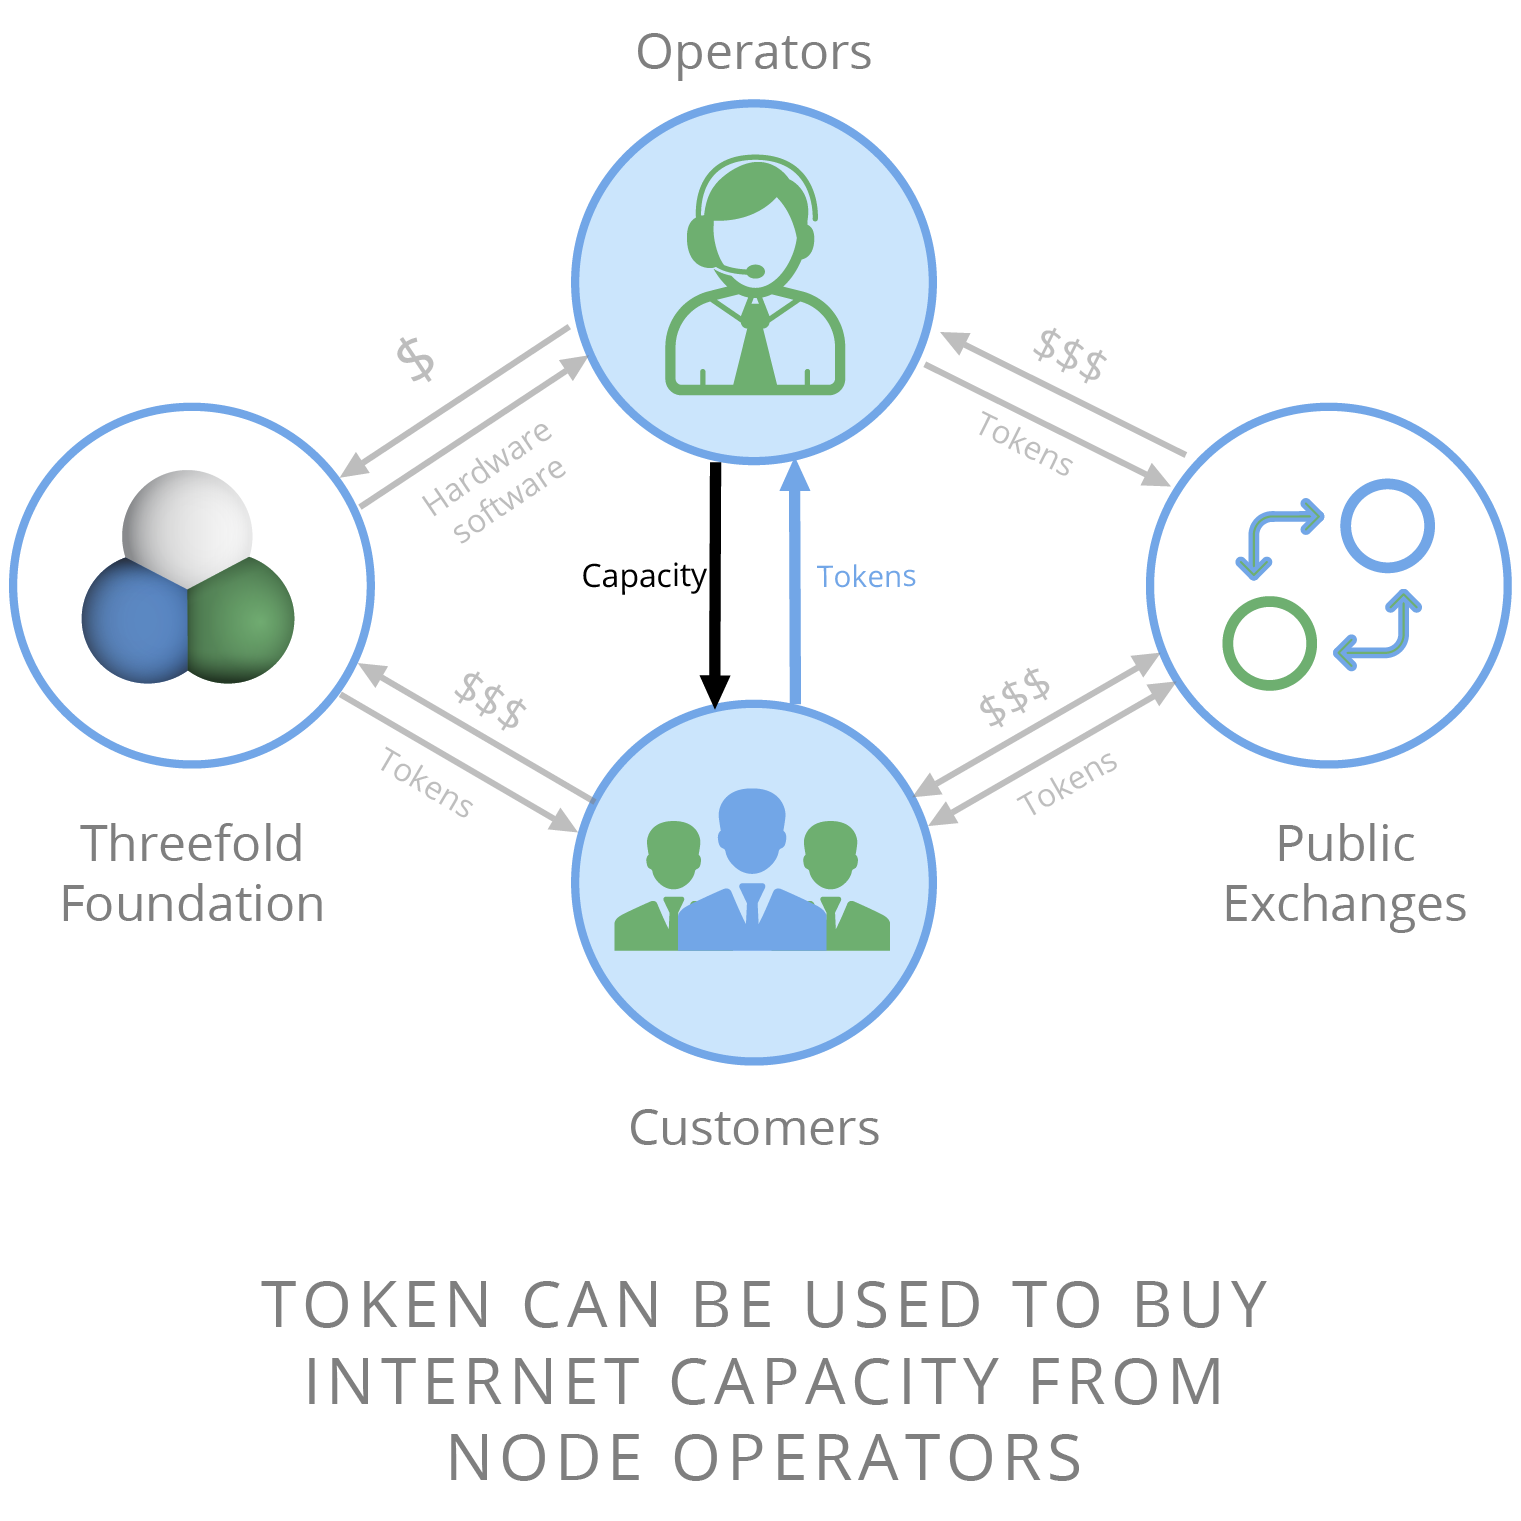 Operators
$
$$$
Hardware
software
Tokens
Capacity
Tokens
$$$
Tokens
$$$
Tokens
Threefold
Foundation
Public
Exchanges
Customers
TOKEN CAN BE USED TO BUY
INTERNET CAPACITY FROM
NODE OPERATORS